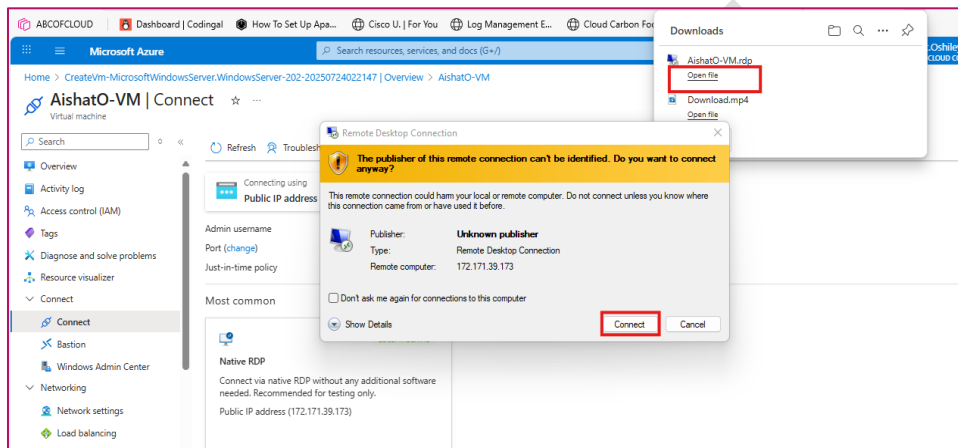 ABCOFCLOUD
Dashboard | Codingal
How To Set Up Apa...
Cisco U. | For You
Log Management E...
Cloud Carbon Foo
Microsoft Azure
Search resources, services, and docs (G+/)
.Oshiley
CLOUD CO
Downloads
AishatO-VM.rdp
Open file
Download.mp4
Open file
Home > CreateVm-MicrosoftWindowsServer.WindowsServer-202-20250724022147 | Overview > AishatO-VM
AishatO-VM | Connect
Virtual machine
Search
Refresh
Troublesh
Overview
Activity log
Access control (IAM)
Tags
Diagnose and solve problems
Resource visualizer
Connect
Connect
Bastion
Windows Admin Center
Networking
Network settings
Load balancing
Connecting using
Public IP address
Admin username
Port (change)
Just-in-time policy
Most common
Native RDP
Connect via native RDP without any additional software
needed. Recommended for testing only.
Public IP address (172.171.39.173)
Remote Desktop Connection
The publisher of this remote connection can't be identified. Do you want to connect
anyway?
This remote connection could harm your local or remote computer. Do not connect unless you know where
this connection came from or have used it before.
Publisher: Unknown publisher
Type: Remote Desktop Connection
Remote computer: 172.171.39.173
Don't ask me again for connections to this computer
Show Details
Connect
Cancel